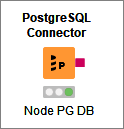 PostgreSQL
Connector
P
Node PG DB